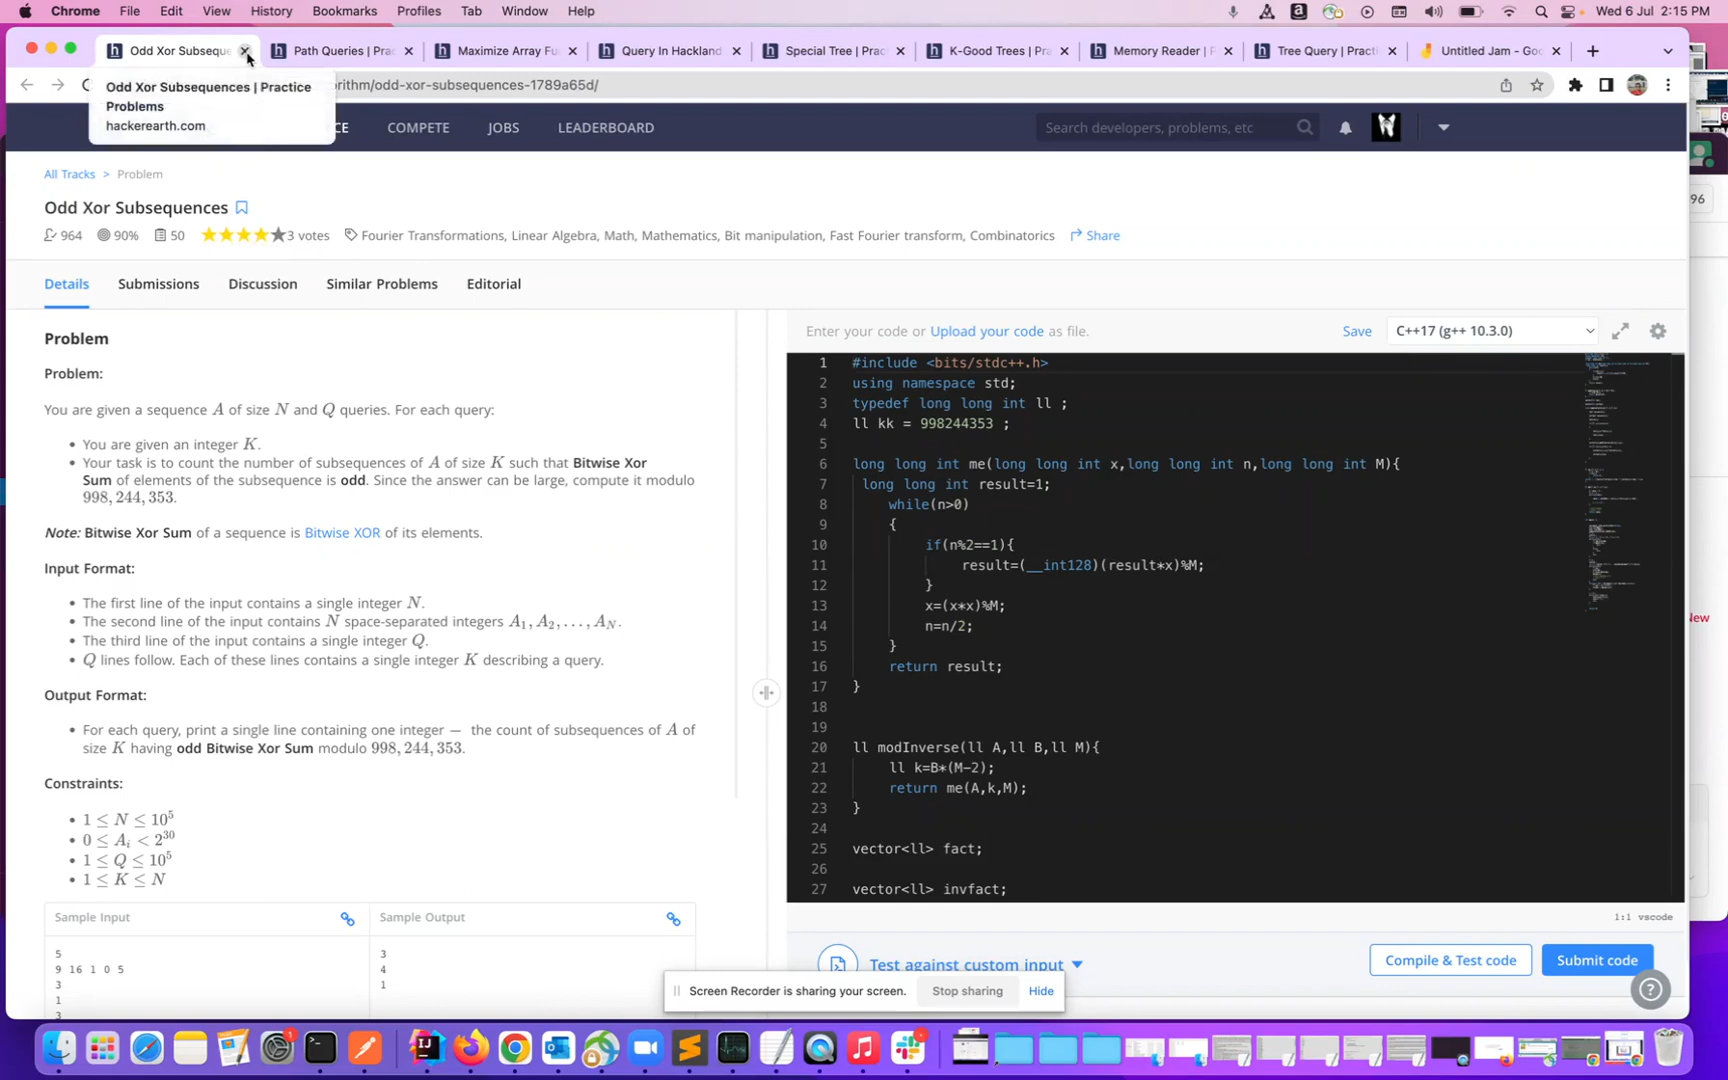 Chrome File Edit View History Bookmarks Profiles Tab Window Help Wed 6 Jul 2:15 PM
Odd Xor Subseque Path Queries | Prac Maximize Array Fu Query In Hackland Special Tree | Prac K-Good Trees | Pra Memory Reader | P Tree Query | Practi Untitled Jam - Goo
rithm/odd-xor-subsequences-1789a65d/
Odd Xor Subsequences | Practice
Problems
hackerearth.com
CE COMPETE JOBS LEADERBOARD Search developers, problems, etc
All Tracks > Problem
Odd Xor Subsequences
964 90% 50 3 votes Fourier Transformations, Linear Algebra, Math, Mathematics, Bit manipulation, Fast Fourier transform, Combinatorics Share
96
Details Submissions Discussion Similar Problems Editorial
Problem
Problem:
You are given a sequence A of size N and Q queries. For each query:
• You are given an integer K.
• Your task is to count the number of subsequences of A of size K such that Bitwise Xor
Sum of elements of the subsequence is odd. Since the answer can be large, compute it modulo
998, 244, 353.
Note: Bitwise Xor Sum of a sequence is Bitwise XOR of its elements.
Input Format:
• The first line of the input contains a single integer N.
• The second line of the input contains N space-separated integers A1, A2, . . . , AN.
• The third line of the input contains a single integer Q.
• Q lines follow. Each of these lines contains a single integer K describing a query.
Output Format:
• For each query, print a single line containing one integer — the count of subsequences of A of
size K having odd Bitwise Xor Sum modulo 998, 244, 353.
Constraints:
• 1 ≤ N ≤ 10^5
• 0 ≤ Ai < 2^30
• 1 ≤ Q ≤ 10^5
• 1 ≤ K ≤ N
Sample Input Sample Output
5
9 16 1 0 5
3
1
3
3
4
1
Enter your code or Upload your code as file. Save C++17 (g++ 10.3.0)
1 #include <bits/stdc++.h>
2 using namespace std;
3 typedef long long int ll ;
4 ll kk = 998244353 ;
5
6 long long int me(long long int x,long long int n,long long int M){
7 long long int result=1;
8 while(n>0)
9 {
10 if(n%2==1){
11 result=(__int128)(result*x)%M;
12 }
13 x=(x*x)%M;
14 n=n/2;
15 }
16 return result;
17 }
18
19
20 ll modInverse(ll A,ll B,ll M){
21 ll k=B*(M-2);
22 return me(A,k,M);
23 }
24
25 vector<ll> fact;
26
27 vector<ll> invfact;
1:1 vscode
Test against custom input Compile & Test code Submit code
Screen Recorder is sharing your screen. Stop sharing Hide
ew
1